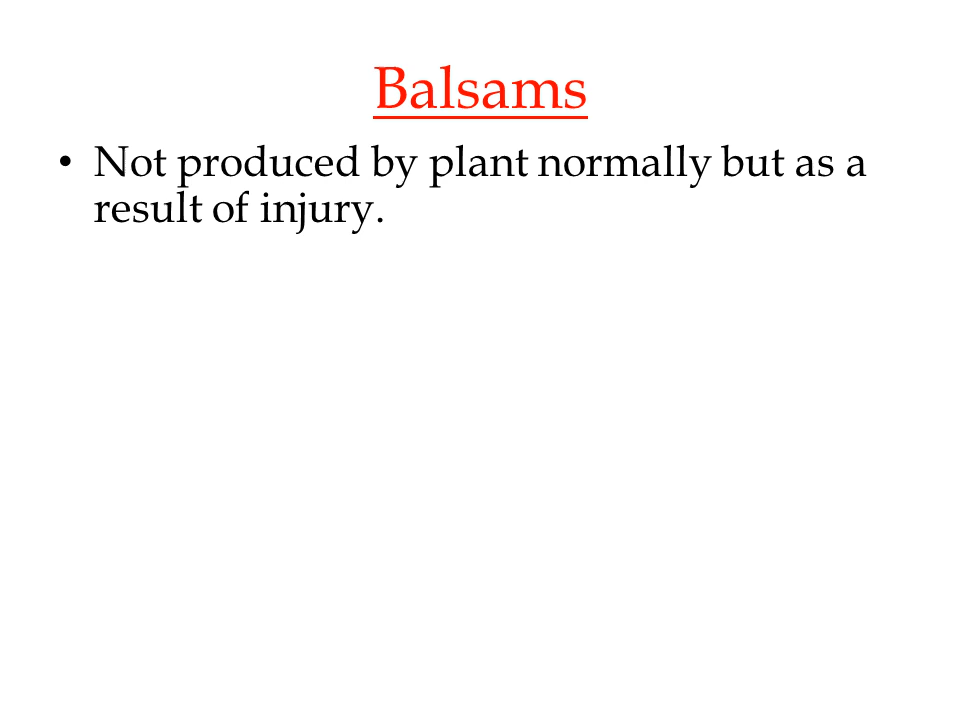 Balsams
• Not produced by plant normally but as a
result of injury.